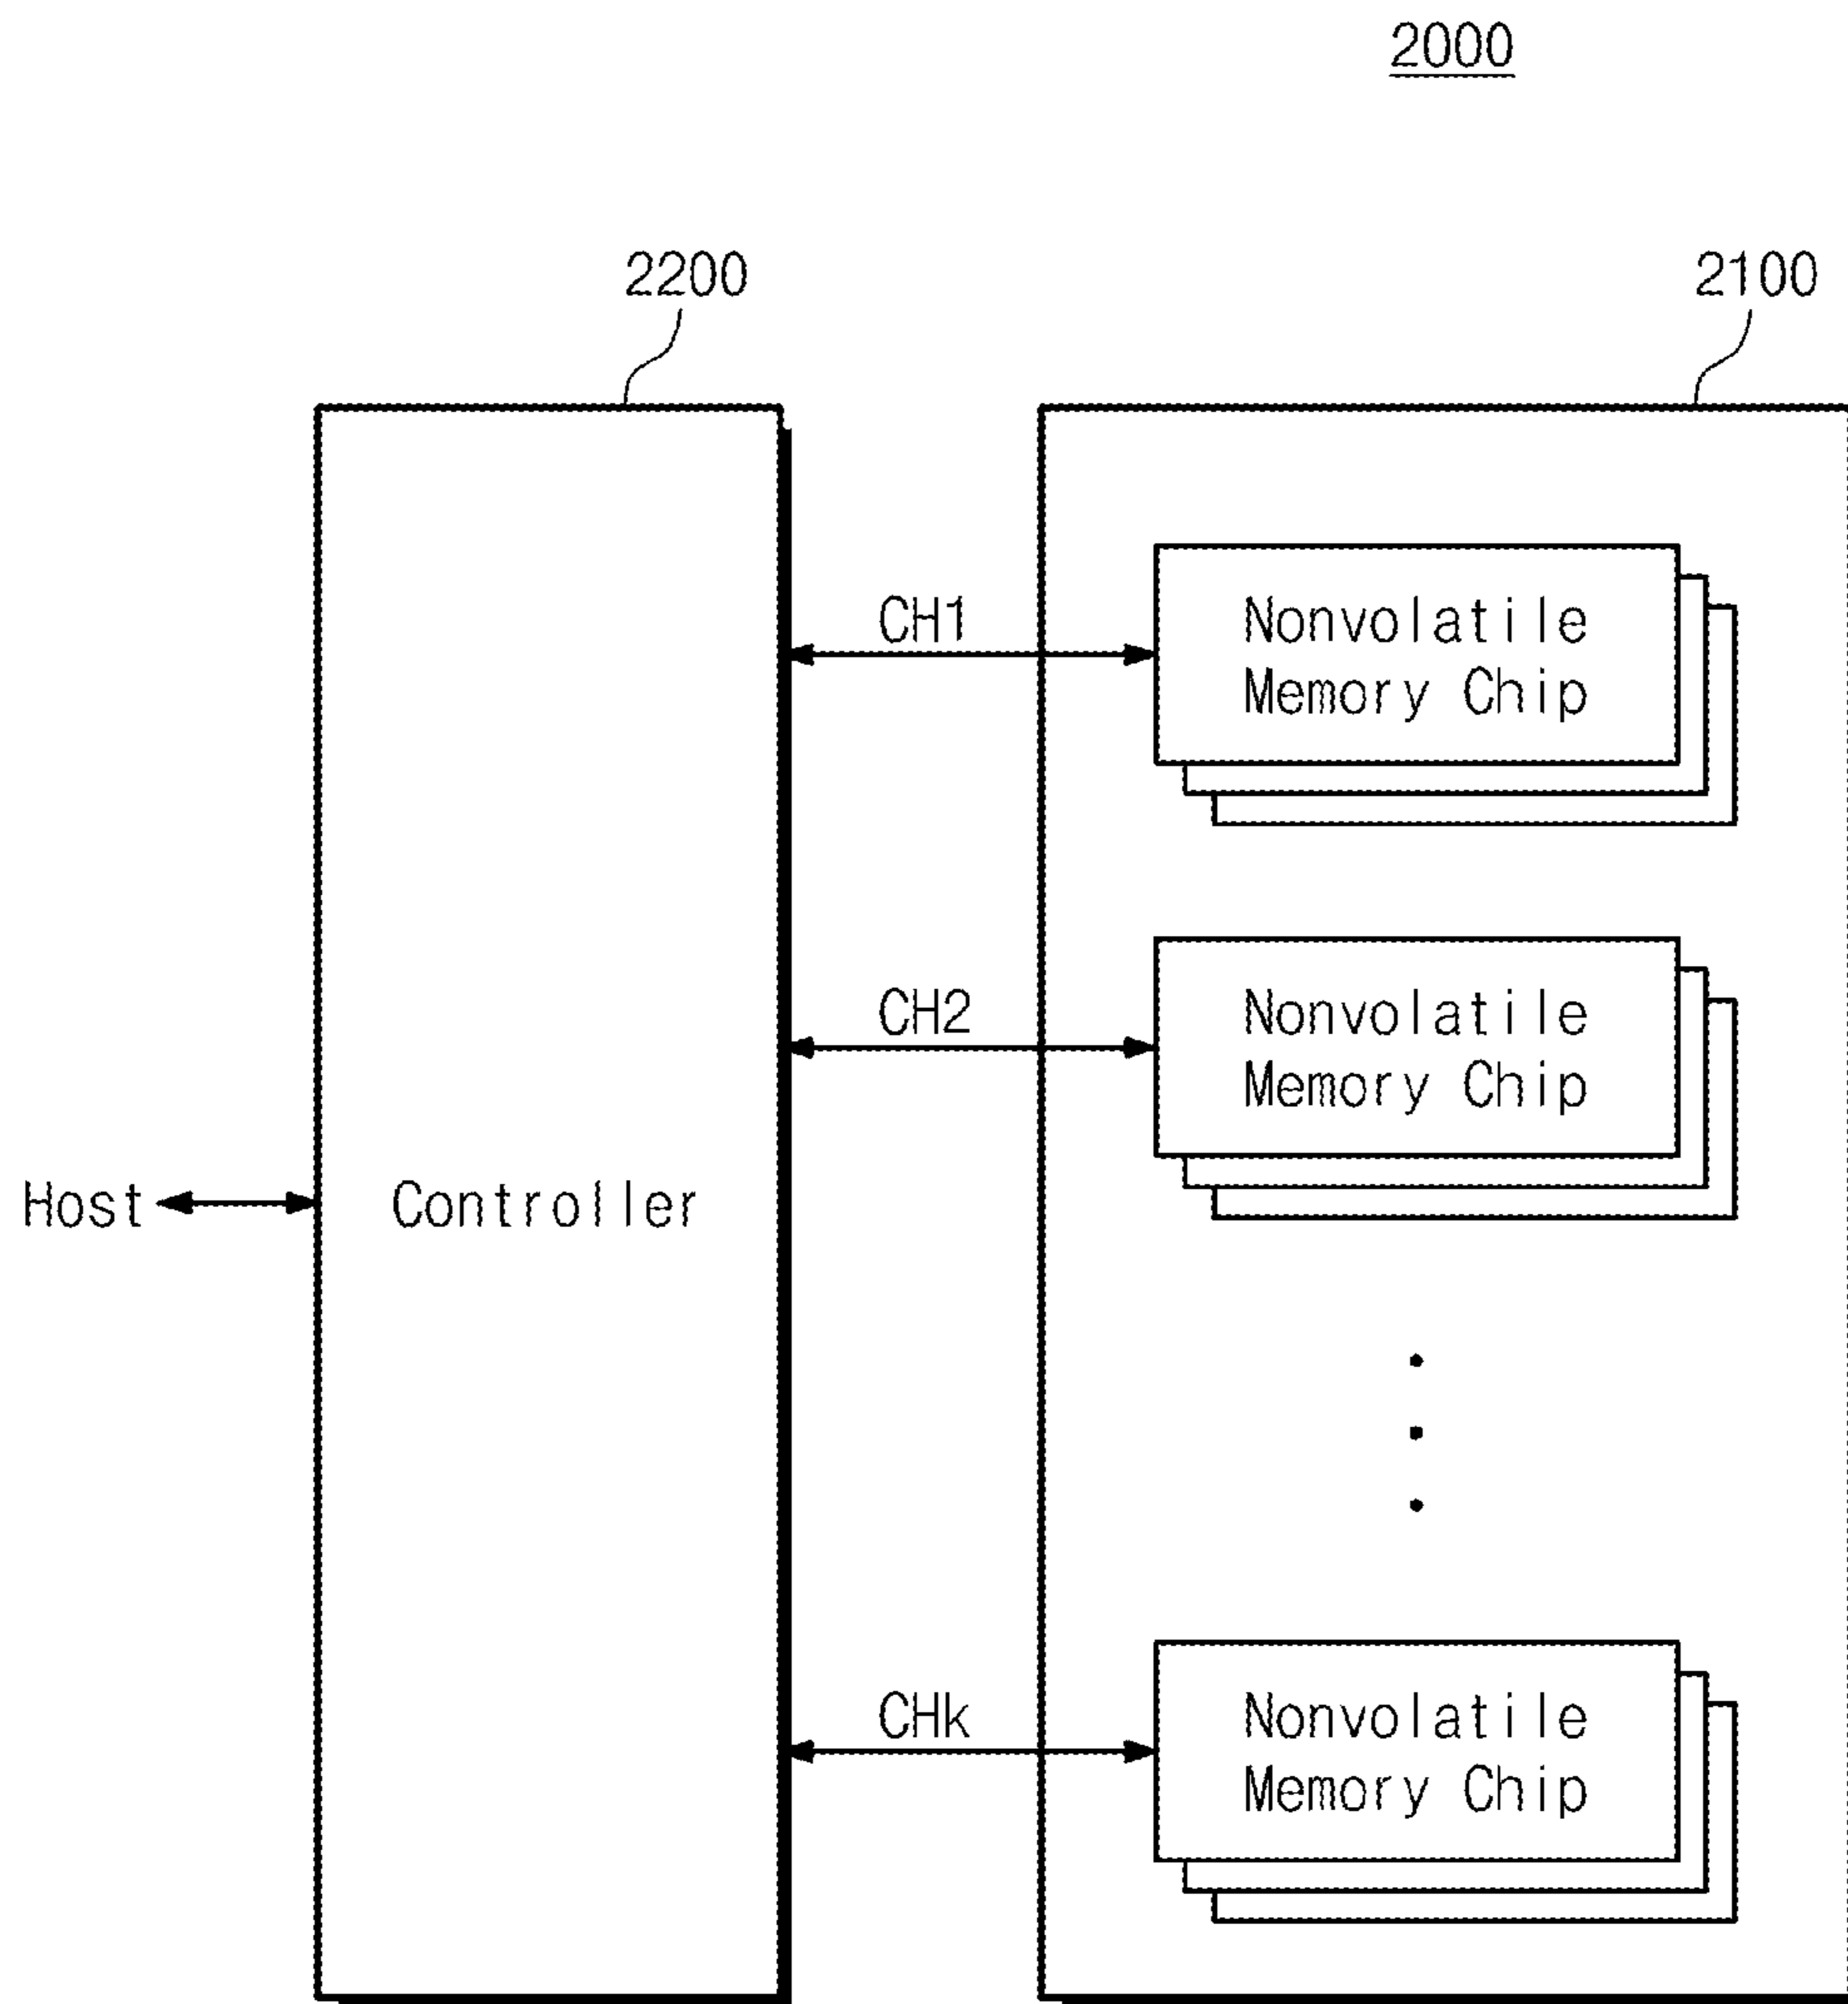 2000
2200
2100
CH1
Nonvolatile
Memory Chip
CH2
Nonvolatile
Memory Chip
Host
Controller
CHk
Nonvolatile
Memory Chip